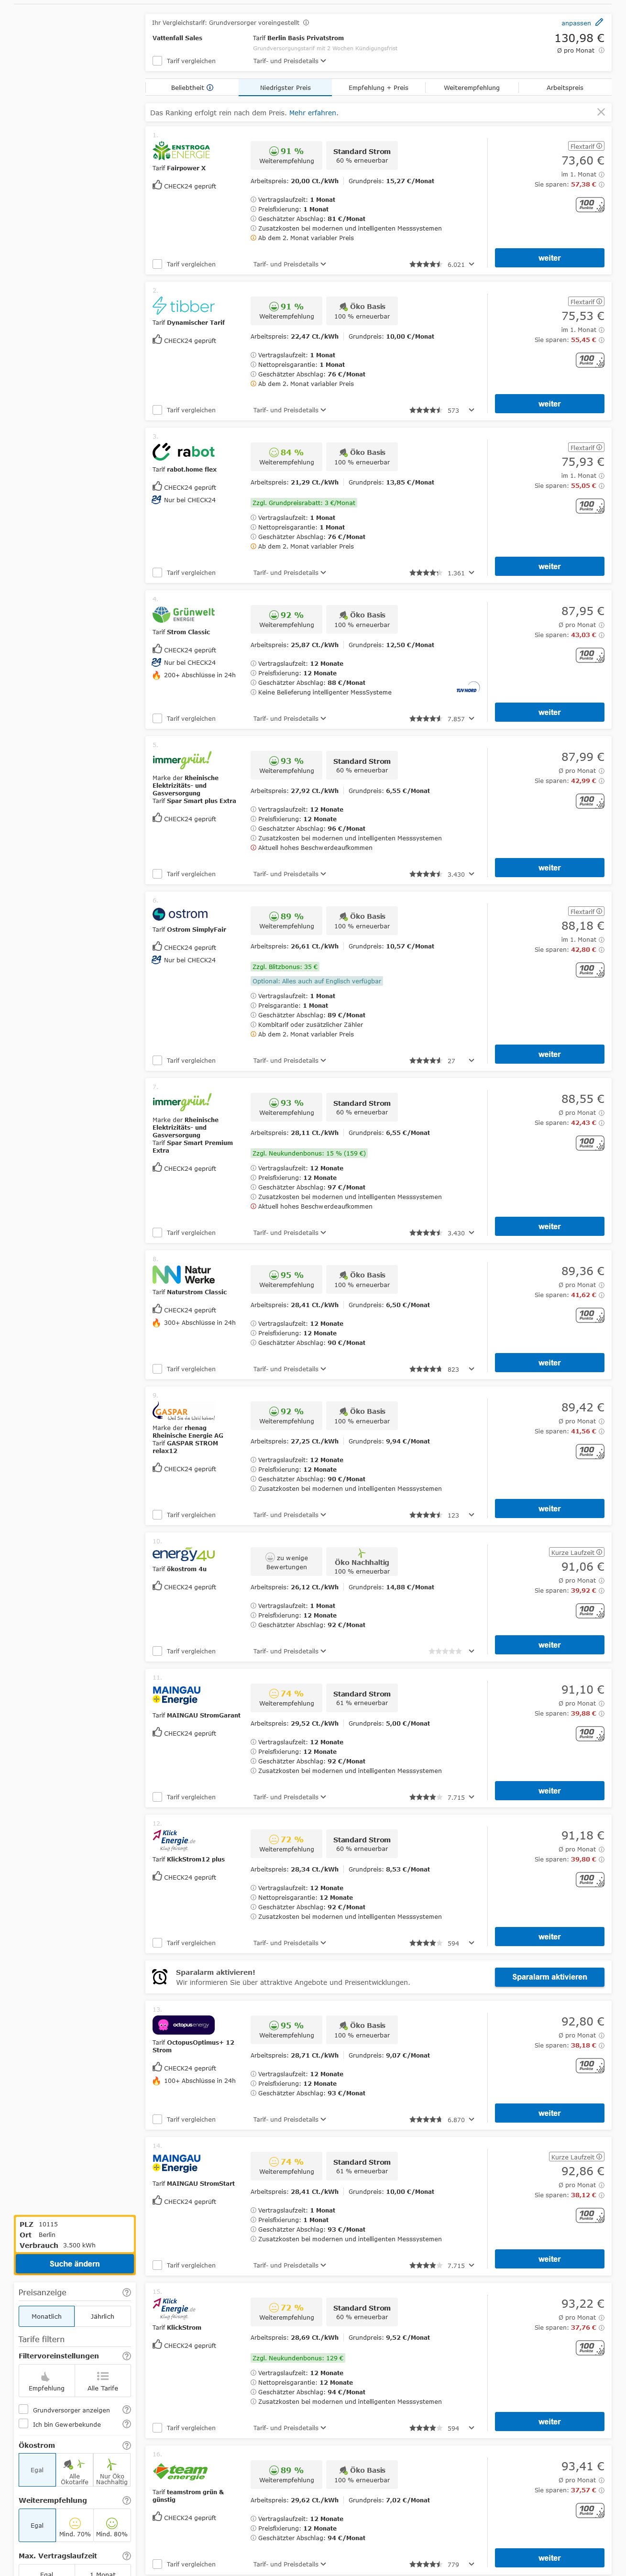 Ihr Vergleichstarif: Grundversorger voreingestellt
anpassen
Vattenfall Sales
Tarif Berlin Basis Privatstrom
130,98 €
Grundversorgungstarif mit 2 Wochen Kündigungsfrist
Ø pro Monat
Tarif vergleichen
Tarif- und Preisdetails
Beliebtheit
Niedrigster Preis
Empfehlung + Preis
Weiterempfehlung
Arbeitspreis
Das Ranking erfolgt rein nach dem Preis. Mehr erfahren.
1.
ENSTROGA ENERGIE
Tarif Fairpower X
CHECK24 geprüft
91 %
Weiterempfehlung
Standard Strom
60 % erneuerbar
Arbeitspreis: 20,00 Ct./kWh
Grundpreis: 15,27 €/Monat
Vertragslaufzeit: 1 Monat
Preisfixierung: 1 Monat
Geschätzter Abschlag: 81 €/Monat
Zusatzkosten bei modernen und intelligenten Messsystemen
Ab dem 2. Monat variabler Preis
Flextarif
73,60 €
im 1. Monat
Sie sparen: 57,38 €
100 Punkte
Tarif vergleichen
Tarif- und Preisdetails
6.021
weiter
2.
tibber
Tarif Dynamischer Tarif
CHECK24 geprüft
91 %
Weiterempfehlung
Öko Basis
100 % erneuerbar
Arbeitspreis: 22,47 Ct./kWh
Grundpreis: 10,00 €/Monat
Vertragslaufzeit: 1 Monat
Nettopreisgarantie: 1 Monat
Geschätzter Abschlag: 76 €/Monat
Ab dem 2. Monat variabler Preis
Flextarif
75,53 €
im 1. Monat
Sie sparen: 55,45 €
100 Punkte
Tarif vergleichen
Tarif- und Preisdetails
573
weiter
3.
rabot
Tarif rabot.home flex
CHECK24 geprüft
24 Nur bei CHECK24
84 %
Weiterempfehlung
Öko Basis
100 % erneuerbar
Arbeitspreis: 21,29 Ct./kWh
Grundpreis: 13,85 €/Monat
Zzgl. Grundpreisrabatt: 3 €/Monat
Vertragslaufzeit: 1 Monat
Nettopreisgarantie: 1 Monat
Geschätzter Abschlag: 76 €/Monat
Ab dem 2. Monat variabler Preis
Flextarif
75,93 €
im 1. Monat
Sie sparen: 55,05 €
100 Punkte
Tarif vergleichen
Tarif- und Preisdetails
1.361
weiter
4.
Grünwelt ENERGIE
Tarif Strom Classic
CHECK24 geprüft
24 Nur bei CHECK24
200+ Abschlüsse in 24h
92 %
Weiterempfehlung
Öko Basis
100 % erneuerbar
Arbeitspreis: 25,87 Ct./kWh
Grundpreis: 12,50 €/Monat
Vertragslaufzeit: 12 Monate
Preisfixierung: 12 Monate
Geschätzter Abschlag: 88 €/Monat
Keine Belieferung intelligenter MessSysteme
TÜV NORD
87,95 €
Ø pro Monat
Sie sparen: 43,03 €
100 Punkte
Tarif vergleichen
Tarif- und Preisdetails
7.857
weiter
5.
immergrün!
Marke der Rheinische
Elektrizitäts- und
Gasversorgung
Tarif Spar Smart plus Extra
CHECK24 geprüft
93 %
Weiterempfehlung
Standard Strom
60 % erneuerbar
Arbeitspreis: 27,92 Ct./kWh
Grundpreis: 6,55 €/Monat
Vertragslaufzeit: 12 Monate
Preisfixierung: 12 Monate
Geschätzter Abschlag: 96 €/Monat
Zusatzkosten bei modernen und intelligenten Messsystemen
Aktuell hohes Beschwerdeaufkommen
87,99 €
Ø pro Monat
Sie sparen: 42,99 €
100 Punkte
Tarif vergleichen
Tarif- und Preisdetails
3.430
weiter
6.
ostrom
Tarif Ostrom SimplyFair
CHECK24 geprüft
24 Nur bei CHECK24
89 %
Weiterempfehlung
Öko Basis
100 % erneuerbar
Arbeitspreis: 26,61 Ct./kWh
Grundpreis: 10,57 €/Monat
Zzgl. Blitzbonus: 35 €
Optional: Alles auch auf Englisch verfügbar
Vertragslaufzeit: 1 Monat
Preisgarantie: 1 Monat
Geschätzter Abschlag: 89 €/Monat
Kombitarif oder zusätzlicher Zähler
Ab dem 2. Monat variabler Preis
Flextarif
88,18 €
im 1. Monat
Sie sparen: 42,80 €
100 Punkte
Tarif vergleichen
Tarif- und Preisdetails
27
weiter
7.
immergrün!
Marke der Rheinische
Elektrizitäts- und
Gasversorgung
Tarif Spar Smart Premium
Extra
CHECK24 geprüft
93 %
Weiterempfehlung
Standard Strom
60 % erneuerbar
Arbeitspreis: 28,11 Ct./kWh
Grundpreis: 6,55 €/Monat
Zzgl. Neukundenbonus: 15 % (159 €)
Vertragslaufzeit: 12 Monate
Preisfixierung: 12 Monate
Geschätzter Abschlag: 97 €/Monat
Zusatzkosten bei modernen und intelligenten Messsystemen
Aktuell hohes Beschwerdeaufkommen
88,55 €
Ø pro Monat
Sie sparen: 42,43 €
100 Punkte
Tarif vergleichen
Tarif- und Preisdetails
3.430
weiter
8.
Natur Werke
Tarif Naturstrom Classic
CHECK24 geprüft
300+ Abschlüsse in 24h
95 %
Weiterempfehlung
Öko Basis
100 % erneuerbar
Arbeitspreis: 28,41 Ct./kWh
Grundpreis: 6,50 €/Monat
Vertragslaufzeit: 12 Monate
Preisfixierung: 12 Monate
Geschätzter Abschlag: 90 €/Monat
89,36 €
Ø pro Monat
Sie sparen: 41,62 €
100 Punkte
Tarif vergleichen
Tarif- und Preisdetails
823
weiter
9.
GASPAR
Marke der rhenag
Rheinische Energie AG
Tarif GASPAR STROM
relax12
CHECK24 geprüft
92 %
Weiterempfehlung
Öko Basis
100 % erneuerbar
Arbeitspreis: 27,25 Ct./kWh
Grundpreis: 9,94 €/Monat
Vertragslaufzeit: 12 Monate
Preisfixierung: 12 Monate
Geschätzter Abschlag: 90 €/Monat
Zusatzkosten bei modernen und intelligenten Messsystemen
89,42 €
Ø pro Monat
Sie sparen: 41,56 €
100 Punkte
Tarif vergleichen
Tarif- und Preisdetails
123
weiter
10.
energy4u
Tarif ökostrom 4u
CHECK24 geprüft
zu wenige
Bewertungen
Öko Nachhaltig
100 % erneuerbar
Arbeitspreis: 26,12 Ct./kWh
Grundpreis: 14,88 €/Monat
Vertragslaufzeit: 1 Monat
Preisfixierung: 12 Monate
Geschätzter Abschlag: 92 €/Monat
Kurze Laufzeit
91,06 €
Ø pro Monat
Sie sparen: 39,92 €
100 Punkte
Tarif vergleichen
Tarif- und Preisdetails
weiter
11.
MAINGAU Energie
Tarif MAINGAU StromGarant
CHECK24 geprüft
74 %
Weiterempfehlung
Standard Strom
61 % erneuerbar
Arbeitspreis: 29,52 Ct./kWh
Grundpreis: 5,00 €/Monat
Vertragslaufzeit: 12 Monate
Preisfixierung: 12 Monate
Geschätzter Abschlag: 92 €/Monat
Zusatzkosten bei modernen und intelligenten Messsystemen
91,10 €
Ø pro Monat
Sie sparen: 39,88 €
100 Punkte
Tarif vergleichen
Tarif- und Preisdetails
7.715
weiter
12.
Klick Energie.de
Klug fürs wir
Tarif KlickStrom12 plus
CHECK24 geprüft
72 %
Weiterempfehlung
Standard Strom
60 % erneuerbar
Arbeitspreis: 28,34 Ct./kWh
Grundpreis: 8,53 €/Monat
Vertragslaufzeit: 12 Monate
Nettopreisgarantie: 12 Monate
Geschätzter Abschlag: 92 €/Monat
Zusatzkosten bei modernen und intelligenten Messsystemen
91,18 €
Ø pro Monat
Sie sparen: 39,80 €
100 Punkte
Tarif vergleichen
Tarif- und Preisdetails
594
weiter
Sparalarm aktivieren!
Wir informieren Sie über attraktive Angebote und Preisentwicklungen.
Sparalarm aktivieren
13.
octopusenergy
Tarif OctopusOptimus+ 12
Strom
CHECK24 geprüft
100+ Abschlüsse in 24h
95 %
Weiterempfehlung
Öko Basis
100 % erneuerbar
Arbeitspreis: 28,71 Ct./kWh
Grundpreis: 9,07 €/Monat
Vertragslaufzeit: 12 Monate
Preisfixierung: 12 Monate
Geschätzter Abschlag: 93 €/Monat
92,80 €
Ø pro Monat
Sie sparen: 38,18 €
100 Punkte
Tarif vergleichen
Tarif- und Preisdetails
6.870
weiter
14.
MAINGAU Energie
Tarif MAINGAU StromStart
CHECK24 geprüft
74 %
Weiterempfehlung
Standard Strom
61 % erneuerbar
Arbeitspreis: 28,41 Ct./kWh
Grundpreis: 10,00 €/Monat
Vertragslaufzeit: 1 Monat
Preisfixierung: 1 Monat
Geschätzter Abschlag: 93 €/Monat
Zusatzkosten bei modernen und intelligenten Messsystemen
Kurze Laufzeit
92,86 €
Ø pro Monat
Sie sparen: 38,12 €
100 Punkte
Tarif vergleichen
Tarif- und Preisdetails
7.715
weiter
15.
Klick Energie.de
Tarif KlickStrom
CHECK24 geprüft
72 %
Weiterempfehlung
Standard Strom
60 % erneuerbar
Arbeitspreis: 28,69 Ct./kWh
Grundpreis: 9,52 €/Monat
Zzgl. Neukundenbonus: 129 €
Vertragslaufzeit: 12 Monate
Nettopreisgarantie: 12 Monate
Geschätzter Abschlag: 94 €/Monat
Zusatzkosten bei modernen und intelligenten Messsystemen
93,22 €
Ø pro Monat
Sie sparen: 37,76 €
100 Punkte
Tarif vergleichen
Tarif- und Preisdetails
594
weiter
16.
team energie
Tarif teamstrom grün &
günstig
CHECK24 geprüft
89 %
Weiterempfehlung
Öko Basis
100 % erneuerbar
Arbeitspreis: 29,62 Ct./kWh
Grundpreis: 7,02 €/Monat
Vertragslaufzeit: 12 Monate
Preisfixierung: 12 Monate
Geschätzter Abschlag: 94 €/Monat
93,41 €
Ø pro Monat
Sie sparen: 37,57 €
100 Punkte
Tarif vergleichen
Tarif- und Preisdetails
779
weiter
PLZ 10115
Ort Berlin
Verbrauch 3.500 kWh
Suche ändern
Preisanzeige
Monatlich
Jährlich
Tarife filtern
Filtervoreinstellungen
Empfehlung
Alle Tarife
Grundversorger anzeigen
Ich bin Gewerbekunde
Ökostrom
Egal
Alle Ökotarife
Nur Öko Nachhaltig
Weiterempfehlung
Egal
Mind. 70%
Mind. 80%
Max. Vertragslaufzeit
Egal
1 Monat